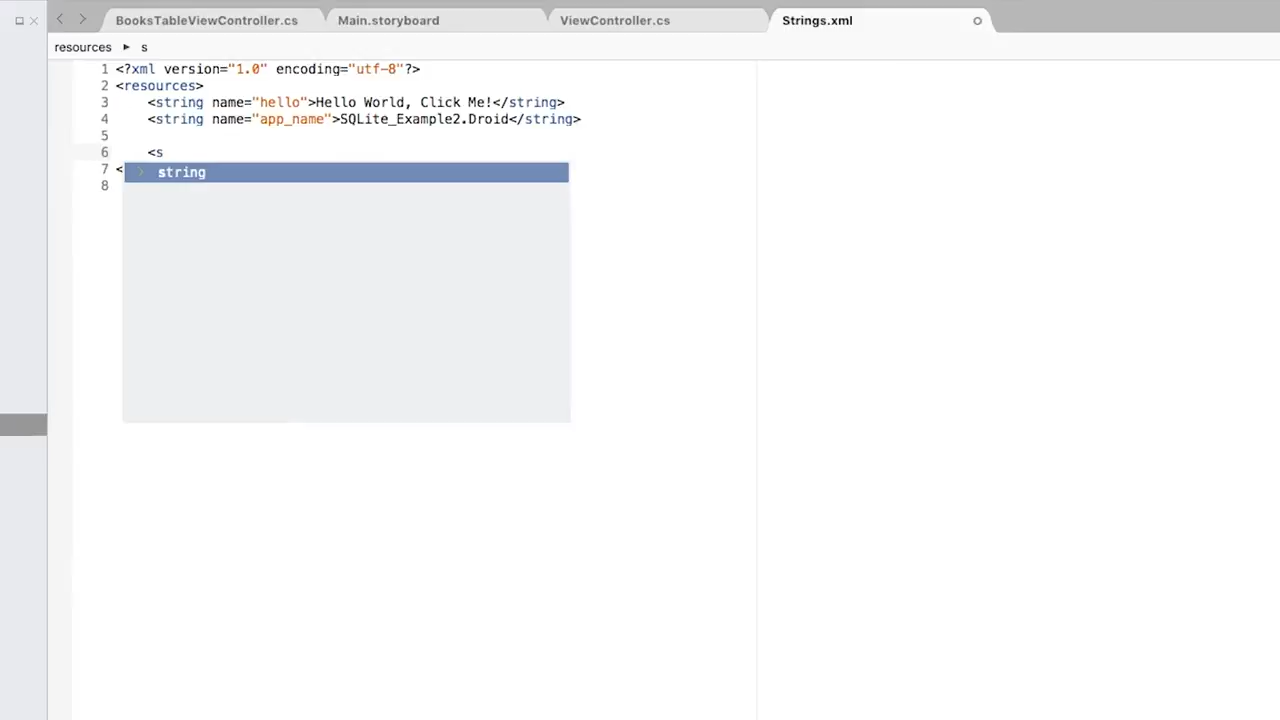 BooksTableViewController.cs
Main.storyboard
ViewController.cs
Strings.xml
resources ▸ s
1 <?xml version="1.0" encoding="utf-8"?>
2 <resources>
3 <string name="hello">Hello World, Click Me!</string>
4 <string name="app_name">SQLite_Example2.Droid</string>
5
6 <s
7 <
string
8